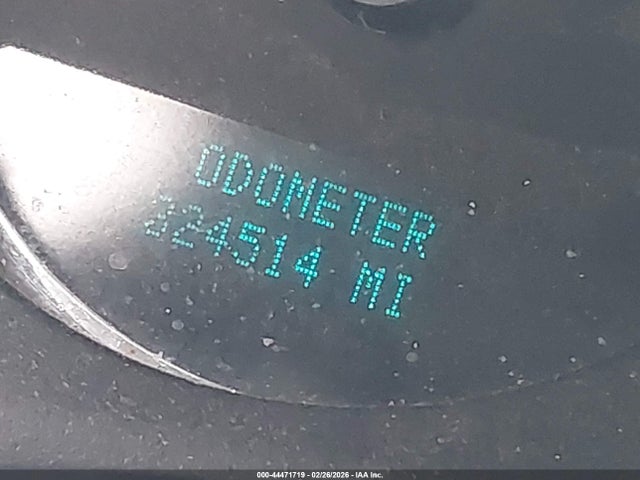 ODOMETER
324514 MI
000-44471719 - 02/26/2026 - IAA Inc.